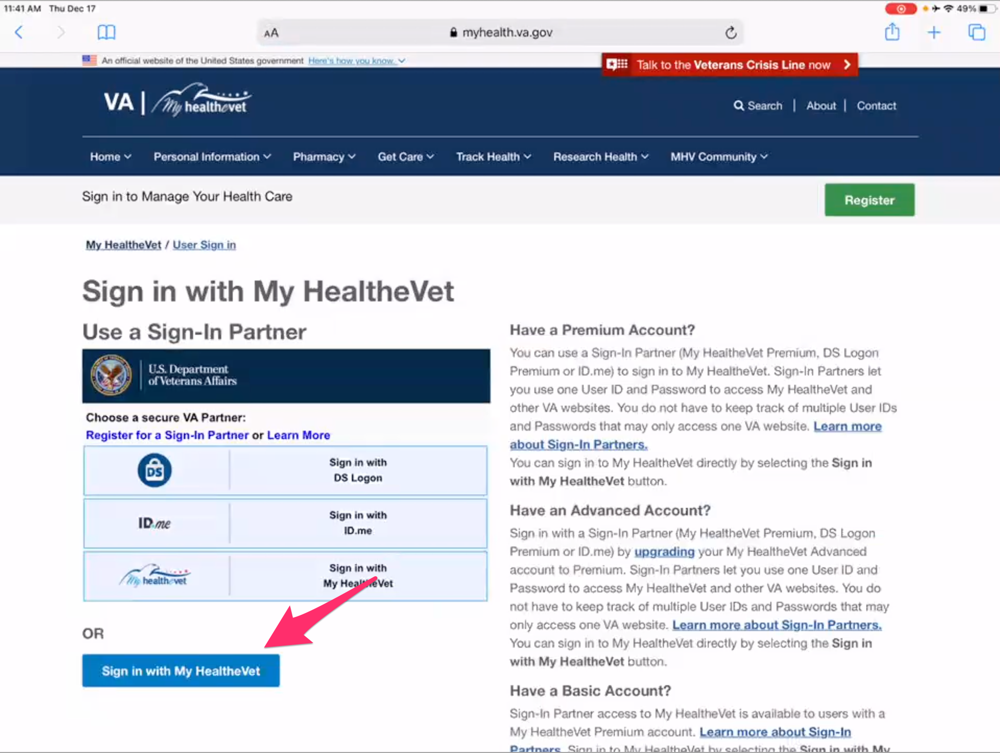 11:41 AM Thu Dec 17
49%
AA
myhealth.va.gov
An official website of the United States government Here's how you know.
Talk to the Veterans Crisis Line now
VA | My healthevet
Search | About | Contact
Home Personal Information Pharmacy Get Care Track Health Research Health MHV Community
Sign in to Manage Your Health Care
Register
My HealtheVet / User Sign in
Sign in with My HealtheVet
Use a Sign-In Partner
U.S. Department
of Veterans Affairs
Choose a secure VA Partner:
Register for a Sign-In Partner or Learn More
DS
Sign in with
DS Logon
ID.me
Sign in with
ID.me
My healthevet
Sign in with
My HealtheVet
OR
Sign in with My HealtheVet
Have a Premium Account?
You can use a Sign-In Partner (My HealtheVet Premium, DS Logon
Premium or ID.me) to sign in to My HealtheVet. Sign-In Partners let
you use one User ID and Password to access My HealtheVet and
other VA websites. You do not have to keep track of multiple User IDs
and Passwords that may only access one VA website. Learn more
about Sign-In Partners.
You can sign in to My HealtheVet directly by selecting the Sign in
with My HealtheVet button.
Have an Advanced Account?
Sign in with a Sign-In Partner (My HealtheVet Premium, DS Logon
Premium or ID.me) by upgrading your My HealtheVet Advanced
account to Premium. Sign-In Partners let you use one User ID and
Password to access My HealtheVet and other VA websites. You do
not have to keep track of multiple User IDs and Passwords that may
only access one VA website. Learn more about Sign-In Partners.
You can sign in to My HealtheVet directly by selecting the Sign in
with My HealtheVet button.
Have a Basic Account?
Sign-In Partner access to My HealtheVet is available to users with a
My HealtheVet Premium account. Learn more about Sign-In
Partners. Sign in to My HealtheVet by selecting the Sign in with My